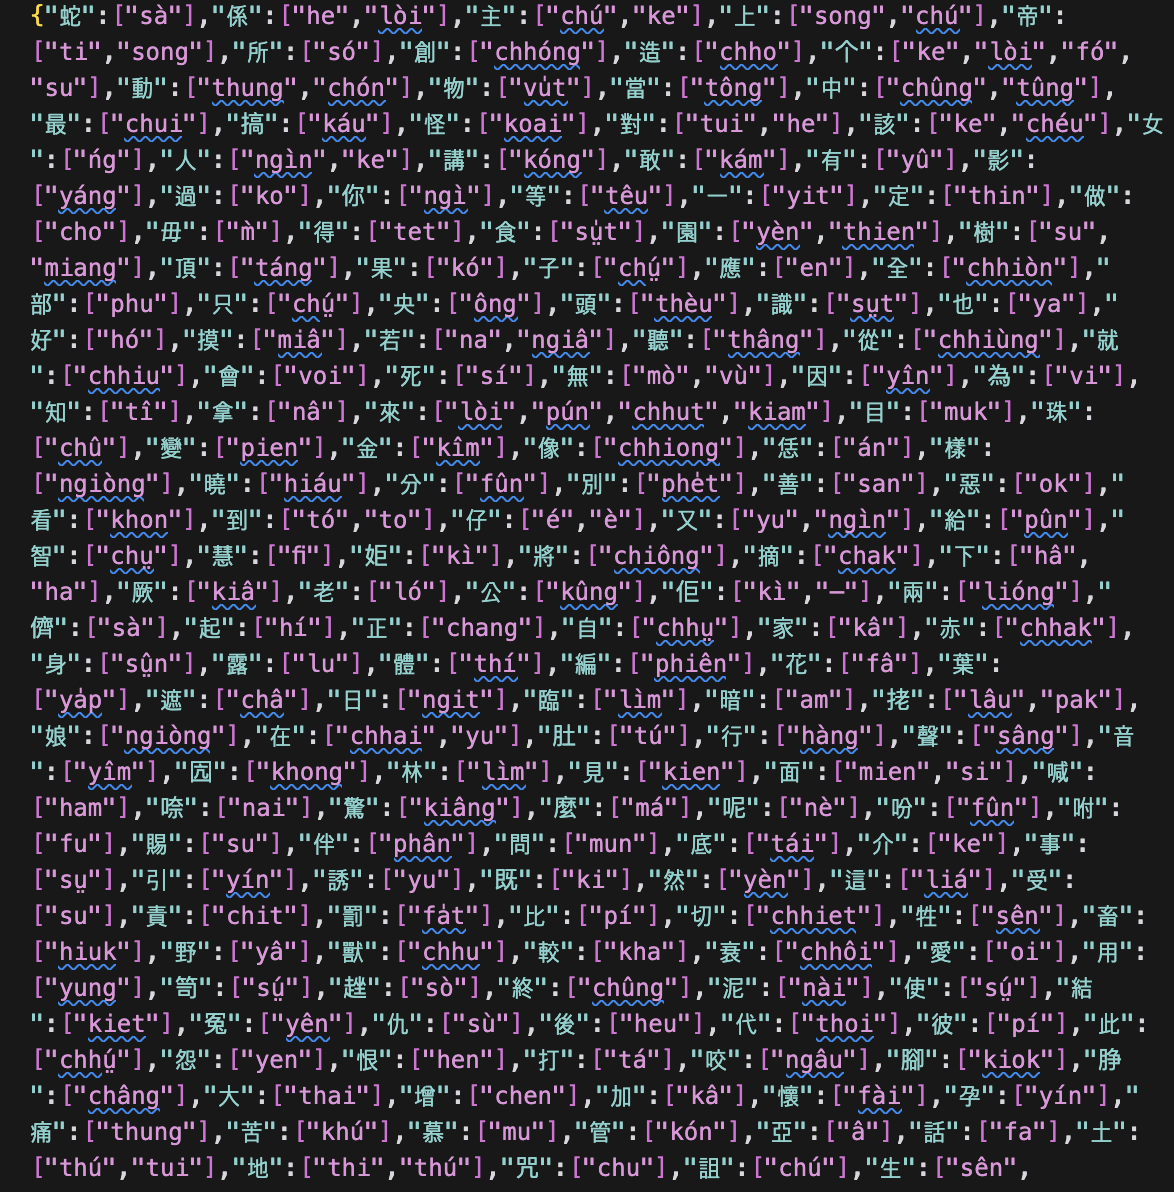 {"蛇":["sà"],"係":["he","lòi"],"主":["chú","ke"],"上":["song","chú"],"帝":
["ti","song"],"所":["só"],"創":["chhóng"],"造":["chho"],"个":["ke","lòi","fó",
"su"],"動":["thung","chón"],"物":["vu̍t"],"當":["tông"],"中":["chûng","tûng"],
"最":["chui"],"搞":["káu"],"怪":["koai"],"對":["tui","he"],"該":["ke","chéu"],"女
":["ńg"],"人":["ngìn","ke"],"講":["kóng"],"敢":["kám"],"有":["yû"],"影":
["yáng"],"過":["ko"],"你":["ngì"],"等":["têu"],"一":["yit"],"定":["thin"],"做":
["cho"],"毋":["m̀"],"得":["tet"],"食":["sṳ̍t"],"園":["yèn","thien"],"樹":["su",
"miang"],"頂":["táng"],"果":["kó"],"子":["chṳ́"],"應":["en"],"全":["chhiòn"],"
部":["phu"],"只":["chṳ́"],"央":["ông"],"頭":["thèu"],"識":["sṳt"],"也":["ya"],"
好":["hó"],"摸":["miâ"],"若":["na","ngiâ"],"聽":["thâng"],"從":["chhiùng"],"就
":["chhiu"],"會":["voi"],"死":["sí"],"無":["mò","vù"],"因":["yîn"],"為":["vi"],
"知":["tî"],"拿":["nâ"],"來":["lòi","pún","chhut","kiam"],"目":["muk"],"珠":
["chû"],"變":["pien"],"金":["kîm"],"像":["chhiong"],"恁":["án"],"樣":
["ngiòng"],"曉":["hiáu"],"分":["fûn"],"別":["phe̍t"],"善":["san"],"惡":["ok"],"
看":["khon"],"到":["tó","to"],"仔":["é","è"],"又":["yu","ngìn"],"給":["pûn"],"
智":["chṳ"],"慧":["fi"],"姖":["kì"],"將":["chiông"],"摘":["chak"],"下":["hâ",
"ha"],"厥":["kiâ"],"老":["ló"],"公":["kûng"],"佢":["kì","—"],"兩":["lióng"],"
儕":["sà"],"起":["hí"],"正":["chang"],"自":["chhṳ"],"家":["kâ"],"赤":["chhak"],
"身":["sṳ̂n"],"露":["lu"],"體":["thí"],"編":["phiên"],"花":["fâ"],"葉":
["ya̍p"],"遮":["châ"],"日":["ngit"],"臨":["lìm"],"暗":["am"],"㧯":["lâu","pak"],
"娘":["ngiòng"],"在":["chhai","yu"],"肚":["tú"],"行":["hàng"],"聲":["sâng"],"音
":["yîm"],"囥":["khong"],"林":["lìm"],"見":["kien"],"面":["mien","si"],"喊":
["ham"],"哪":["nai"],"驚":["kiâng"],"麼":["má"],"呢":["nè"],"吩":["fûn"],"咐":
["fu"],"賜":["su"],"伴":["phân"],"問":["mun"],"底":["tái"],"介":["ke"],"事":
["sṳ"],"引":["yín"],"誘":["yu"],"既":["ki"],"然":["yèn"],"這":["liá"],"受":
["su"],"責":["chit"],"罰":["fa̍t"],"比":["pí"],"切":["chhiet"],"牲":["sên"],"畜":
["hiuk"],"野":["yâ"],"獸":["chhu"],"較":["kha"],"衰":["chhôi"],"愛":["oi"],"用":
["yung"],"笥":["sṳ́"],"趖":["sò"],"終":["chûng"],"泥":["nài"],"使":["sṳ́"],"結
":["kiet"],"冤":["yên"],"仇":["sù"],"後":["heu"],"代":["thoi"],"彼":["pí"],"此":
["chhṳ́"],"怨":["yen"],"恨":["hen"],"打":["tá"],"咬":["ngâu"],"腳":["kiok"],"䐗
":["châng"],"大":["thai"],"增":["chen"],"加":["kâ"],"懷":["fài"],"孕":["yín"],"
痛":["thung"],"苦":["khú"],"慕":["mu"],"管":["kón"],"亞":["â"],"話":["fa"],"土":
["thú","tui"],"地":["thi","thú"],"咒":["chu"],"詛":["chú"],"生":["sên",